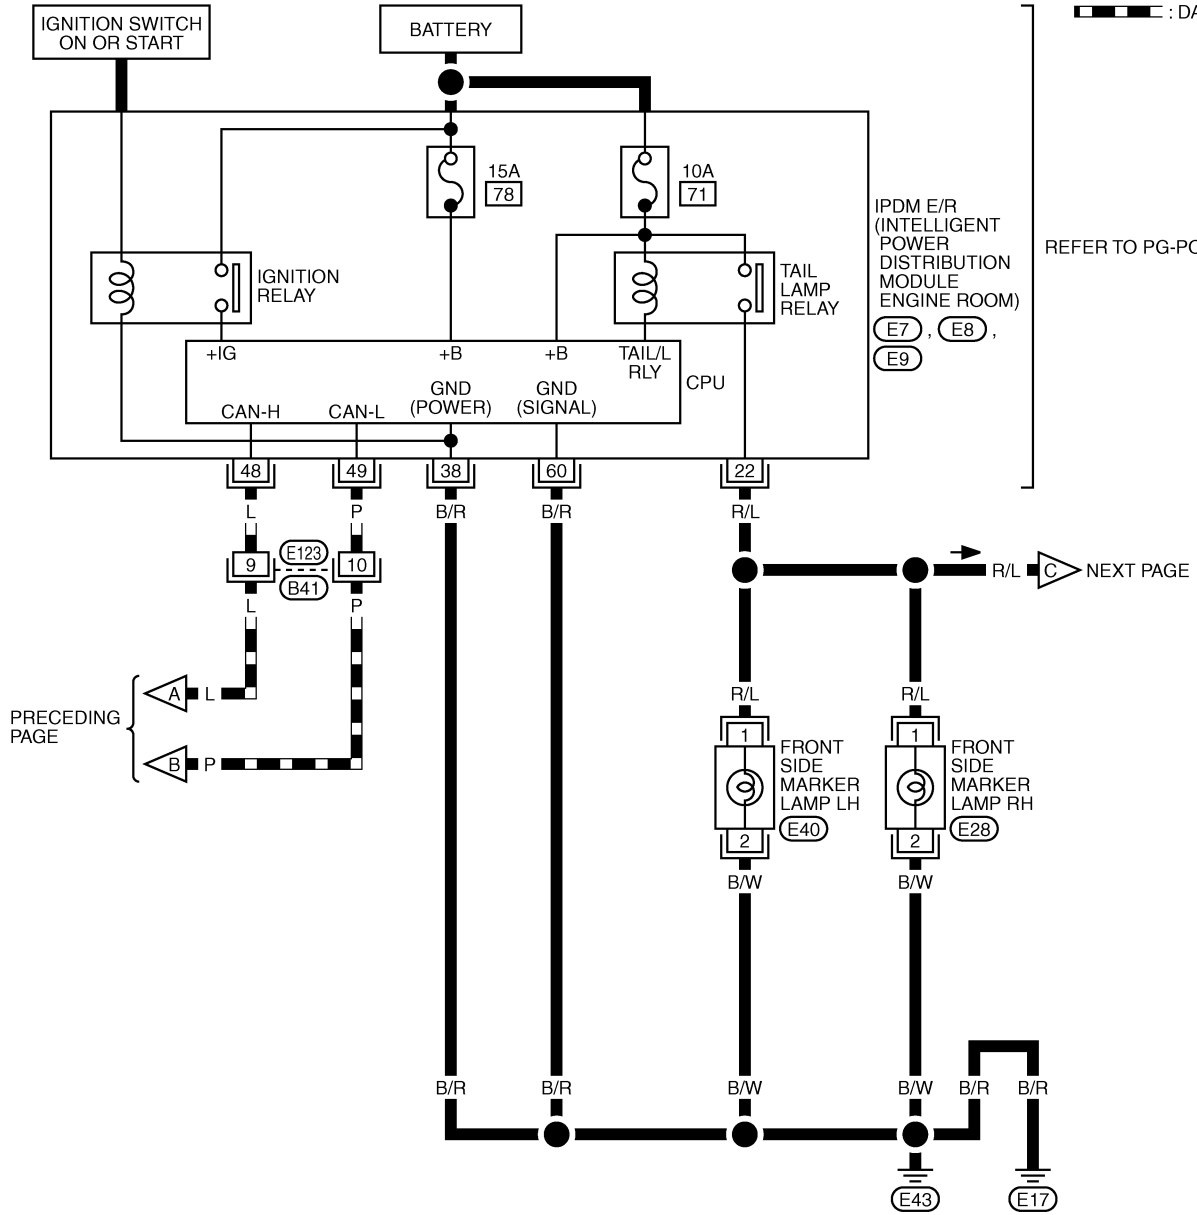 IGNITION SWITCH
ON OR START
BATTERY
: DA
15A
78
10A
71
IPDM E/R
(INTELLIGENT
POWER
DISTRIBUTION
MODULE
ENGINE ROOM)
E7 , E8 ,
E9
REFER TO PG-PO
IGNITION
RELAY
TAIL
LAMP
RELAY
+IG
+B
+B
TAIL/L
RLY
CPU
CAN-H
CAN-L
GND
(POWER)
GND
(SIGNAL)
48
49
38
60
22
L
P
B/R
B/R
R/L
9
E123
B41
10
L
P
R/L
C
NEXT PAGE
PRECEDING
PAGE
A
L
B
P
R/L
R/L
1
1
FRONT
SIDE
MARKER
LAMP LH
E40
FRONT
SIDE
MARKER
LAMP RH
E28
2
2
B/W
B/W
B/R
B/R
B/W
B/W
B/R
B/R
E43
E17